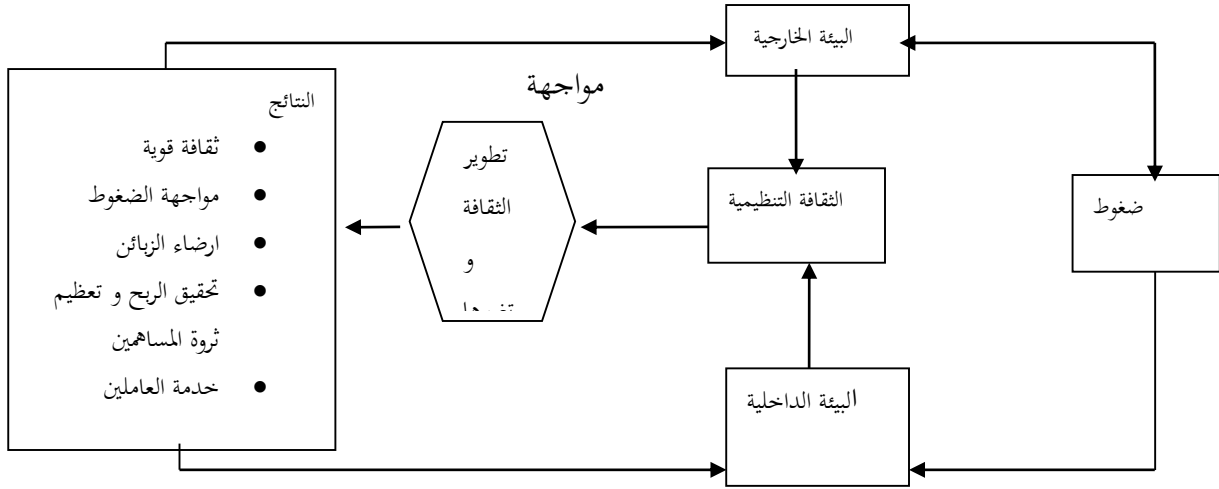 البيئة الخارجية
مواجهة
النتائج
● ثقافة قوية
● مواجهة الضغوط
● ارضاء الزبائن
● تحقيق الربح و تعظيم
ثروة المساهمين
● خدمة العاملين
تطوير
الثقافة
و
الثقافة التنظيمية
ضغوط
البيئة الداخلية